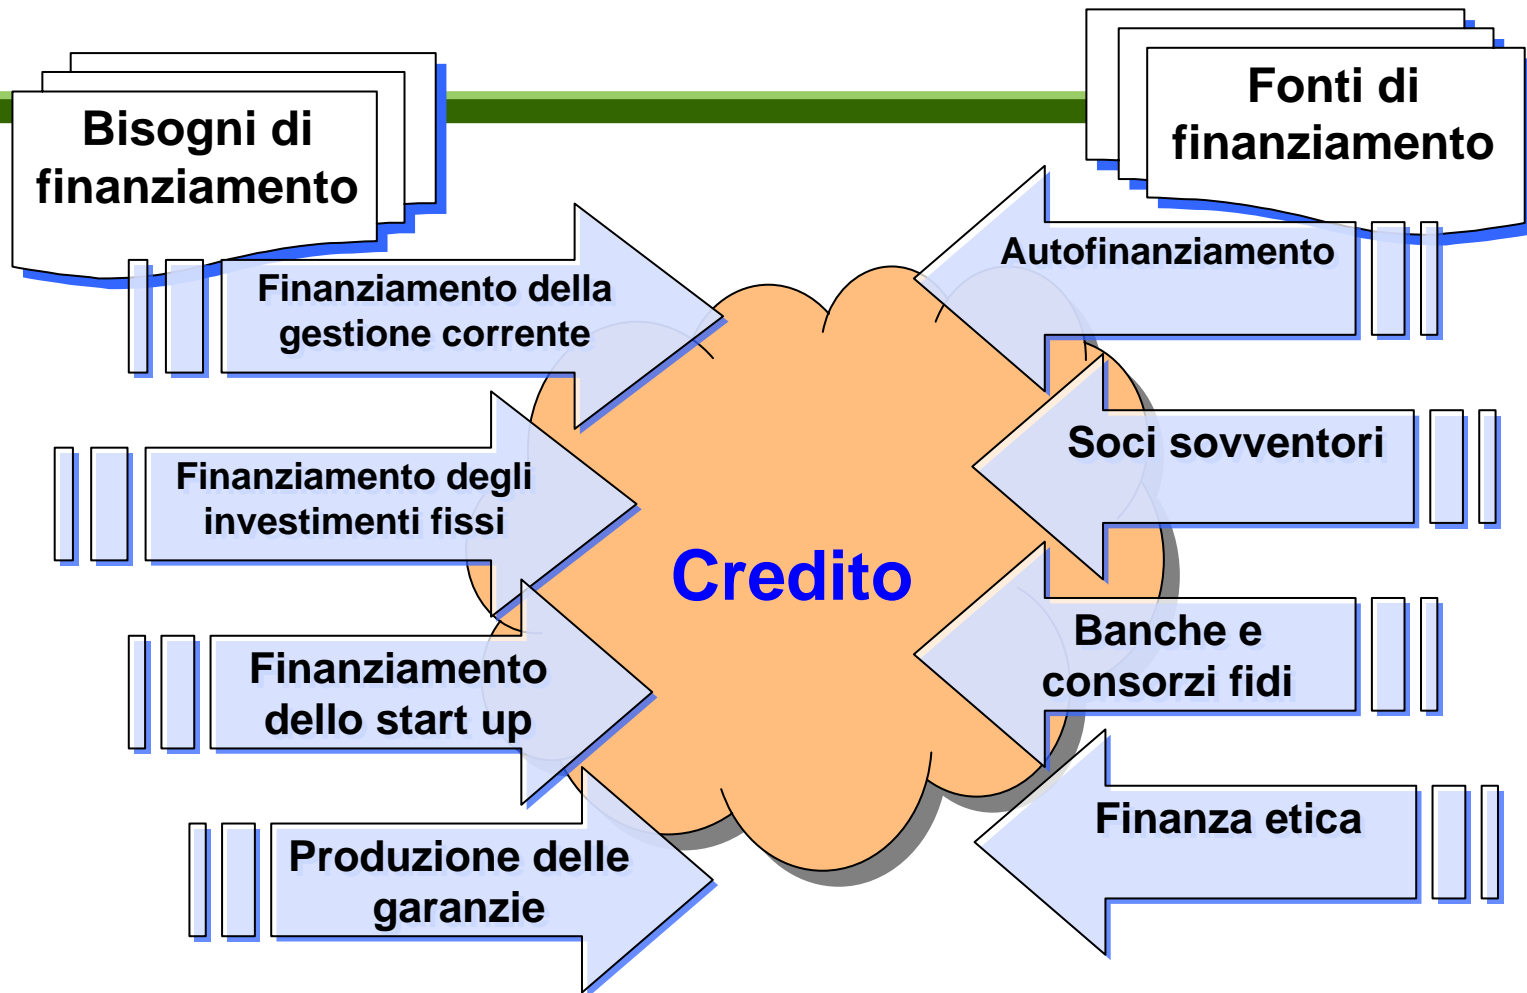 Bisogni di
finanziamento
Fonti di
finanziamento
Finanziamento della
gestione corrente
Finanziamento degli
investimenti fissi
Finanziamento
dello start up
Produzione delle
garanzie
Credito
Autofinanziamento
Soci sovventori
Banche e
consorzi fidi
Finanza etica